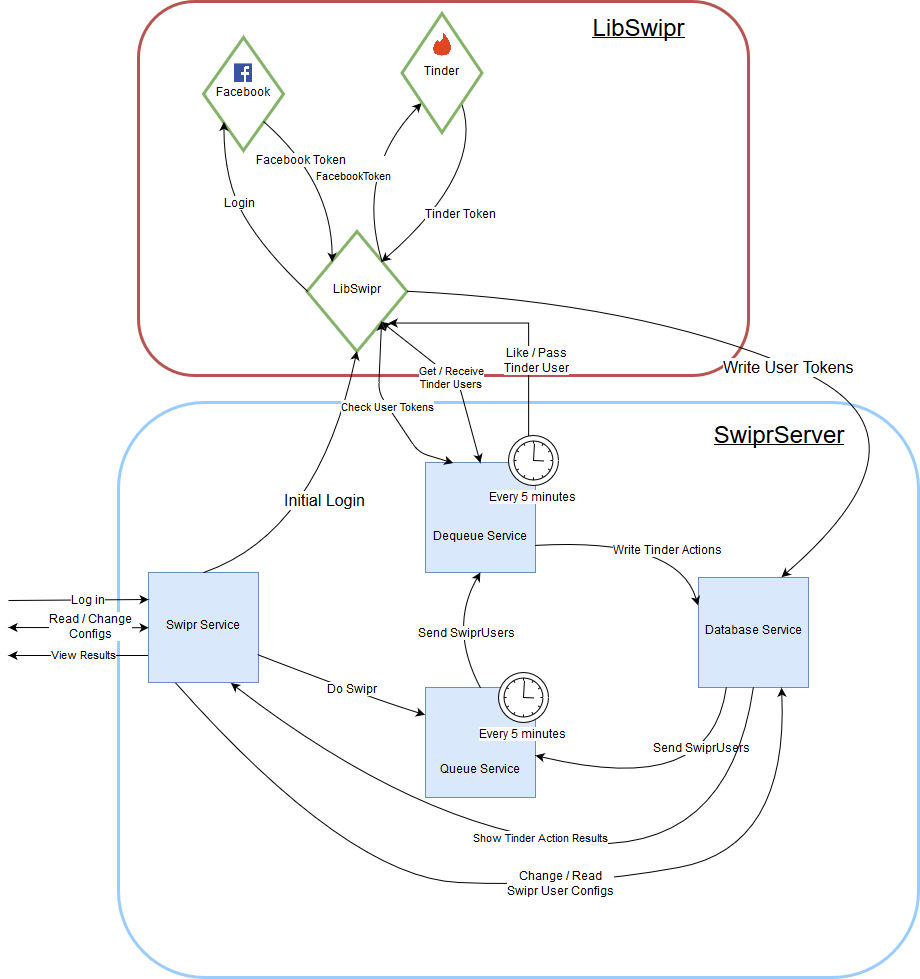 LibSwipr
Tinder
Facebook
Facebook Token
FacebookToken
Login
Tinder Token
LibSwipr
Like / Pass
Tinder User
Get / Receive
Tinder Users
Write User Tokens
Check User Tokens
SwiprServer
Initial Login
Every 5 minutes
Dequeue Service
Write Tinder Actions
Log in
Read / Change
Configs
View Results
Swipr Service
Send SwiprUsers
Database Service
Do Swipr
Every 5 minutes
Queue Service
Send SwiprUsers
Show Tinder Action Results
Change / Read
Swipr User Configs